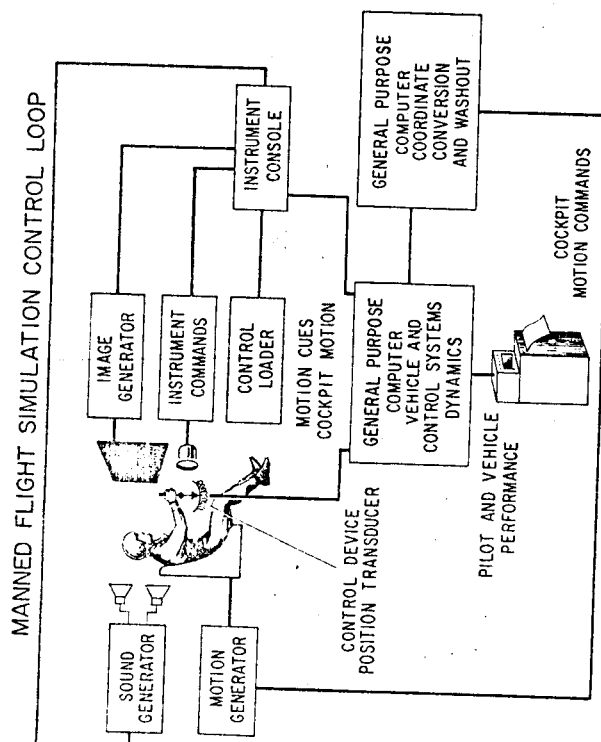 MANNED FLIGHT SIMULATION CONTROL LOOP
SOUND
GENERATOR
MOTION
GENERATOR
CONTROL DEVICE
POSITION TRANSDUCER
IMAGE
GENERATOR
INSTRUMENT
COMMANDS
CONTROL
LOADER
MOTION CUES
COCKPIT MOTION
INSTRUMENT
CONSOLE
GENERAL PURPOSE
COMPUTER
VEHICLE AND
CONTROL SYSTEMS
DYNAMICS
GENERAL PURPOSE
COMPUTER
COORDINATE
CONVERSION
AND WASHOUT
PILOT AND VEHICLE
PERFORMANCE
COCKPIT
MOTION COMMANDS